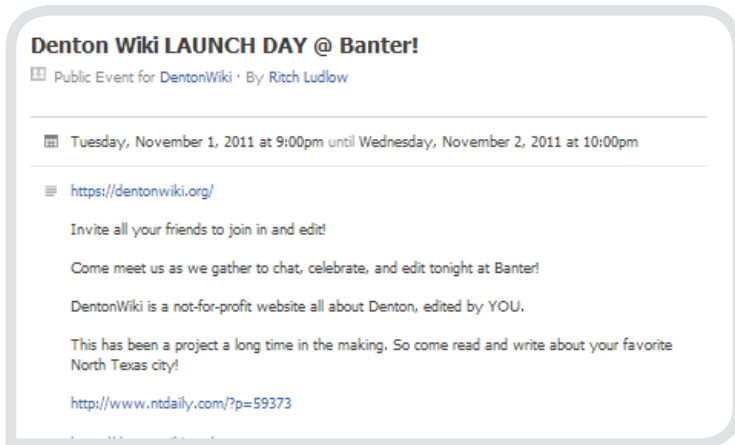 Denton Wiki LAUNCH DAY @ Banter!
Public Event for DentonWiki · By Ritch Ludlow
Tuesday, November 1, 2011 at 9:00pm until Wednesday, November 2, 2011 at 10:00pm
https://dentonwiki.org/
Invite all your friends to join in and edit!
Come meet us as we gather to chat, celebrate, and edit tonight at Banter!
DentonWiki is a not-for-profit website all about Denton, edited by YOU.
This has been a project a long time in the making. So come read and write about your favorite
North Texas city!
http://www.ntdaily.com/?p=59373